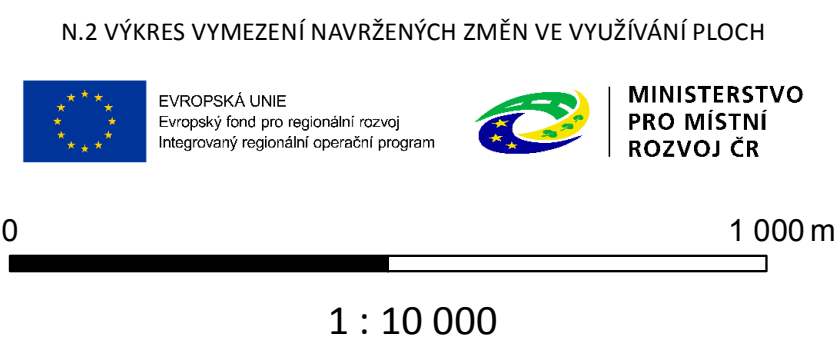 N.2 VÝKRES VYMEZENÍ NAVRŽENÝCH ZMĚN VE VYUŽÍVÁNÍ PLOCH
EVROPSKÁ UNIE
Evropský fond pro regionální rozvoj
Integrovaný regionální operační program
MINISTERSTVO
PRO MÍSTNÍ
ROZVOJ ČR
0 1 000 m
1 : 10 000